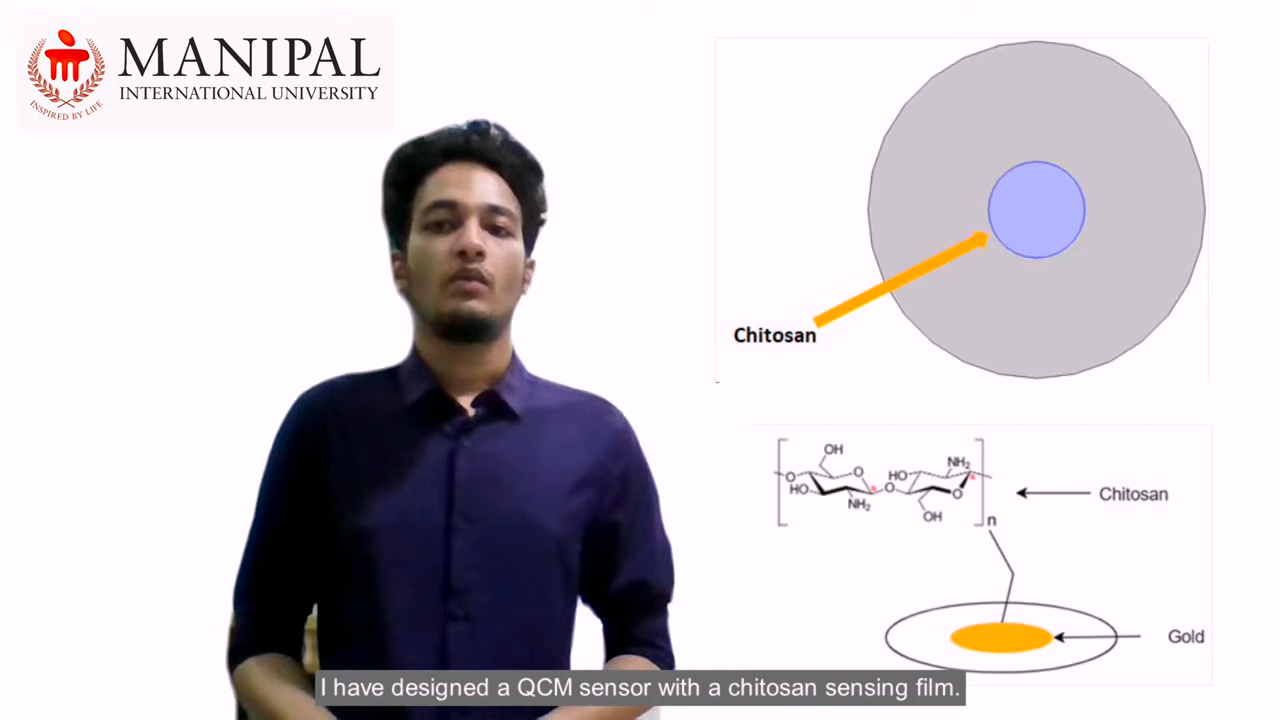 MANIPAL
INTERNATIONAL UNIVERSITY
INSPIRED BY LIFE
Chitosan
OH
O
O
HO
NH2
*
O
HO
NH2
*
O
OH
n
Chitosan
Gold
I have designed a QCM sensor with a chitosan sensing film.